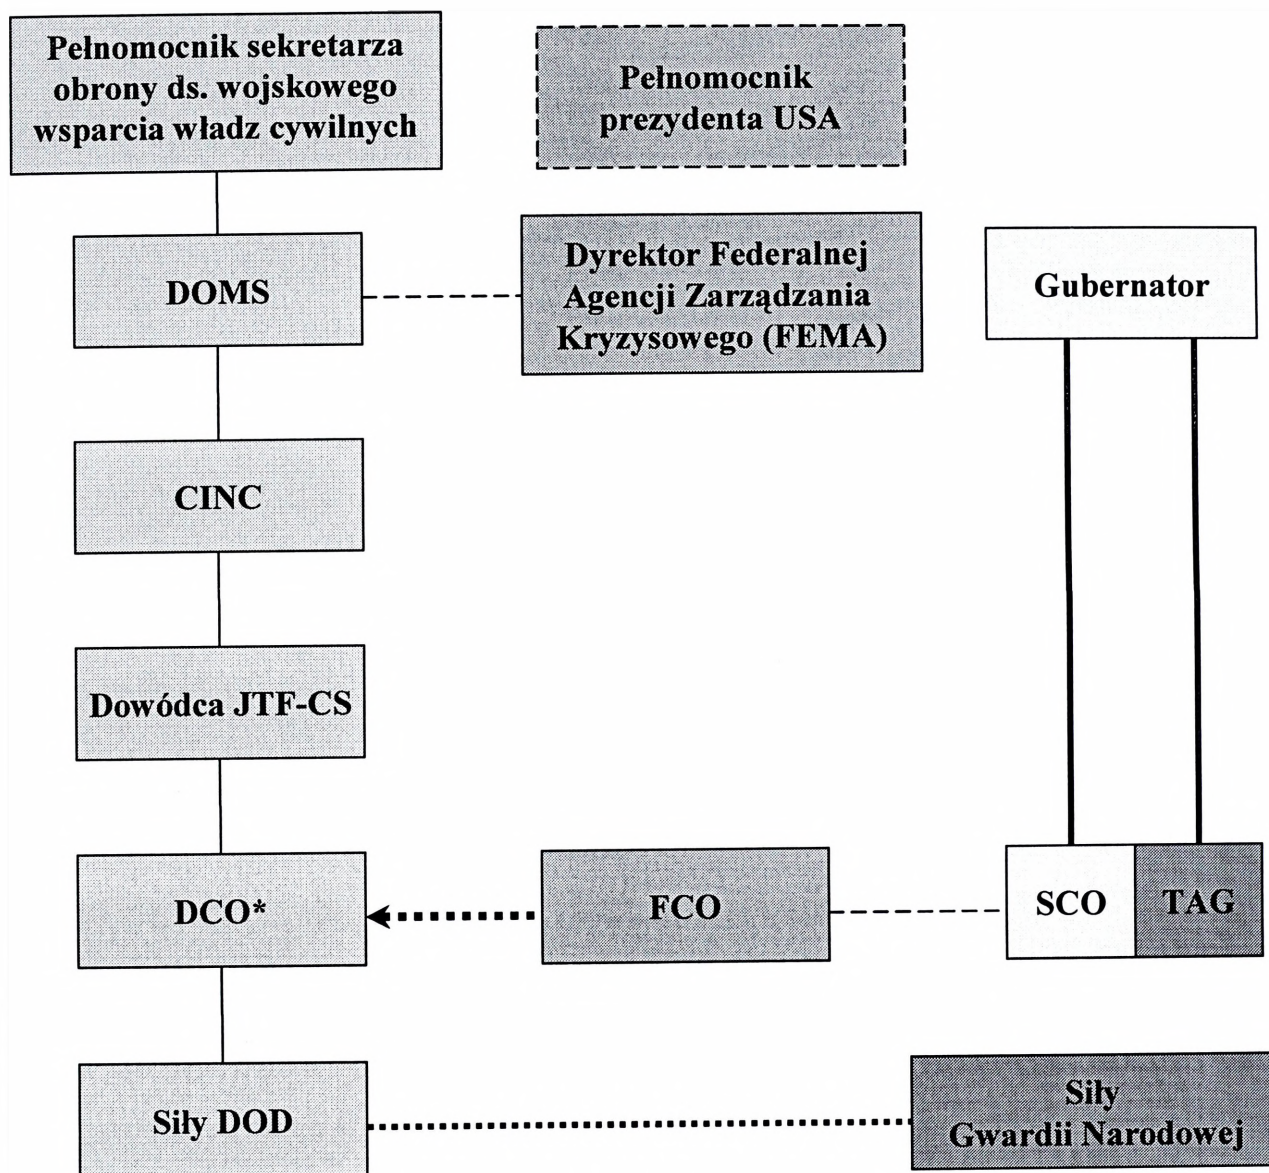 Pełnomocnik sekretarza
obrony ds. wojskowego
wsparcia władz cywilnych
Pełnomocnik
prezydenta USA
DOMS
Dyrektor Federalnej
Agencji Zarządzania
Kryzysowego (FEMA)
Gubernator
CINC
Dowódca JTF-CS
DCO*
FCO
SCO
TAG
Siły DOD
Siły
Gwardii Narodowej